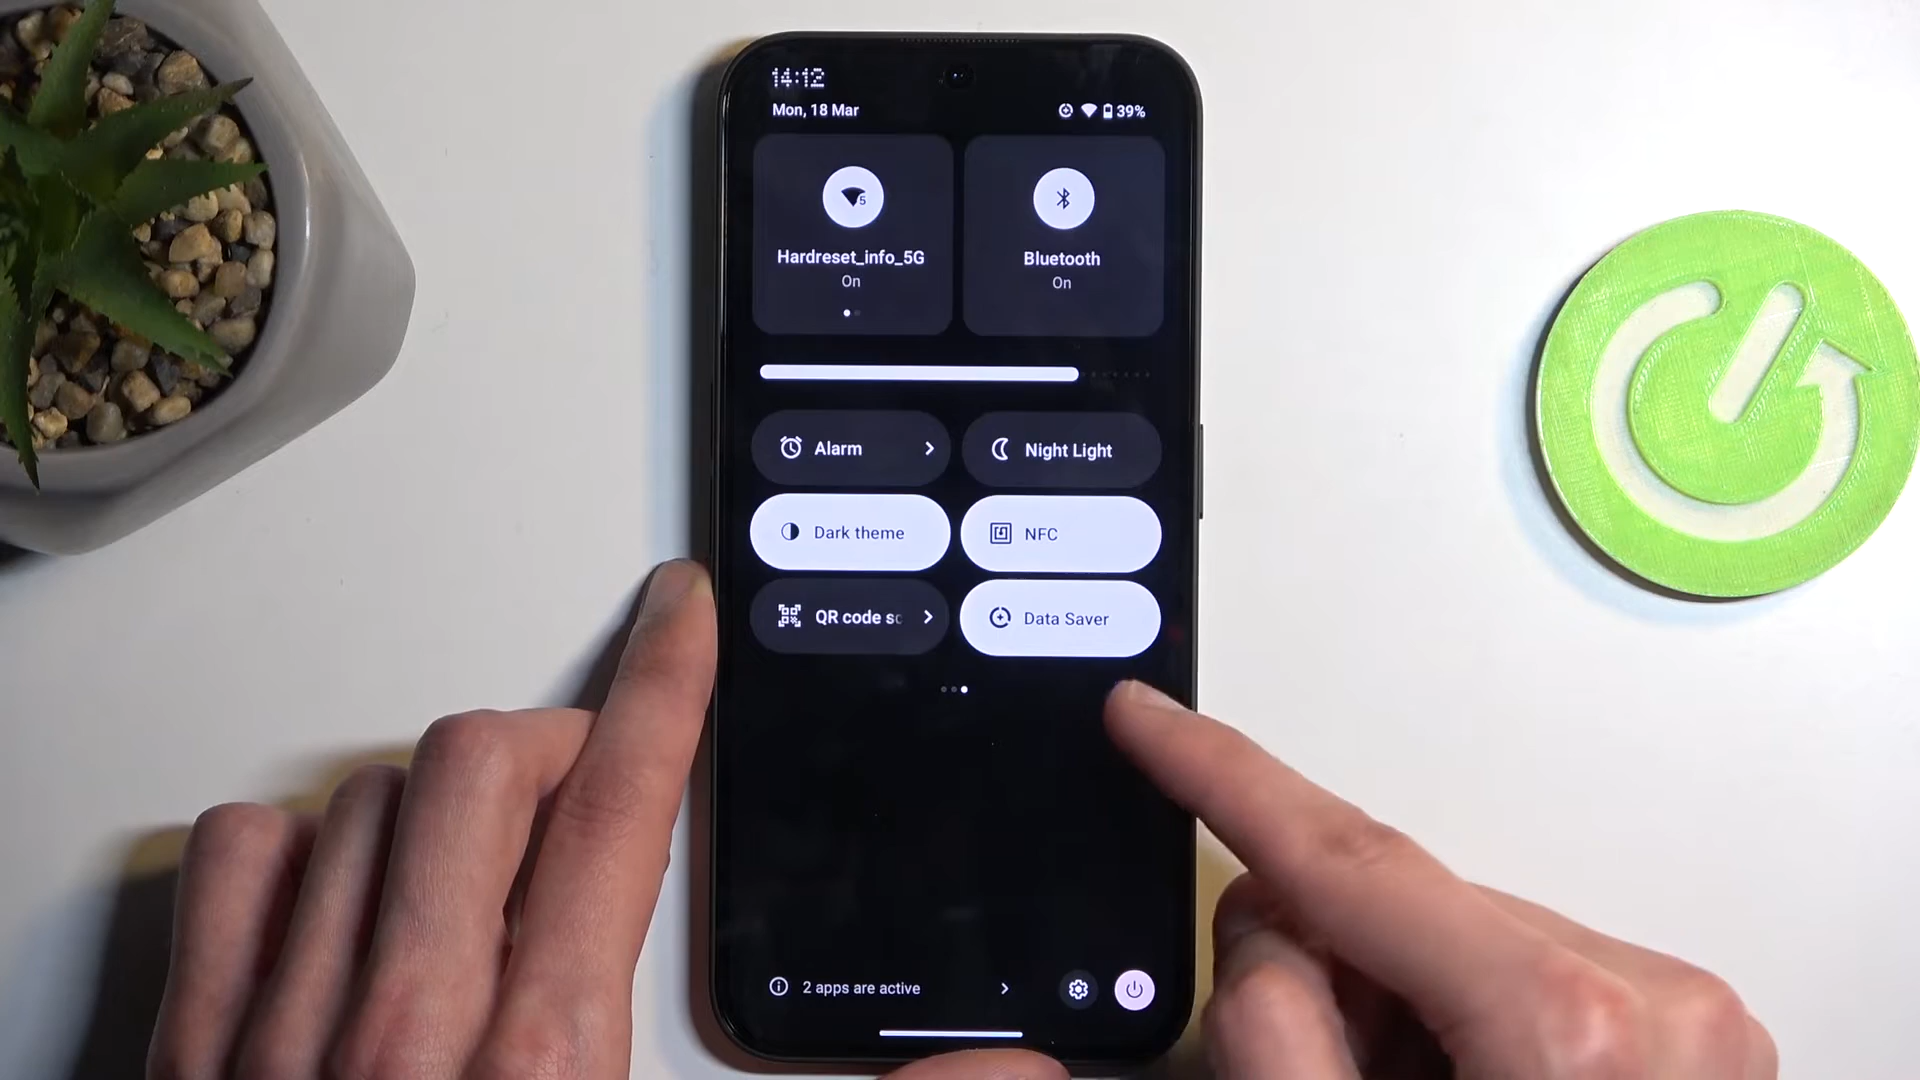 14:12
Mon, 18 Mar
39%
5
Hardreset_info_5G
On
Bluetooth
On
Alarm
Night Light
Dark theme
NFC
QR code sc
Data Saver
2 apps are active